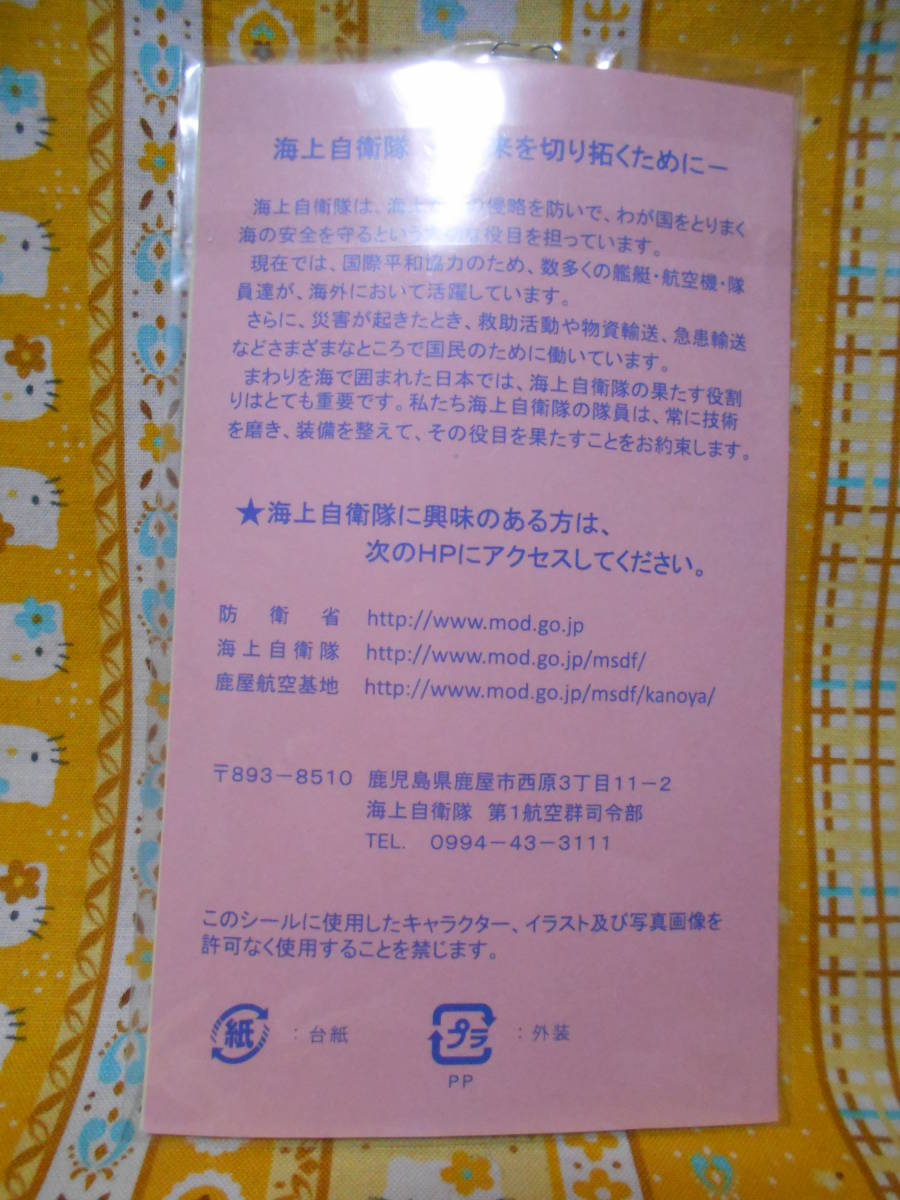 海上自衛隊 来を切り拓くために−
海上自衛隊は、海上 の侵略を防いで、わが国をとりまく
海の安全を守るという な役目を担っています。
現在では、国際平和協力のため、数多くの艦艇・航空機・隊
員達が、海外において活躍しています。
さらに、災害が起きたとき、救助活動や物資輸送、急患輸送
などさまざまなところで国民のために働いています。
まわりを海で囲まれた日本では、海上自衛隊の果たす役割
りはとても重要です。私たち海上自衛隊の隊員は、常に技術
を磨き、装備を整えて、その役目を果たすことをお約束します。
★海上自衛隊に興味のある方は、
次のHPにアクセスしてください。
防衛省 http://www.mod.go.jp
海上自衛隊 http://www.mod.go.jp/msdf/
鹿屋航空基地 http://www.mod.go.jp/msdf/kanoya/
〒893−8510 鹿児島県鹿屋市西原3丁目11−2
海上自衛隊 第1航空群司令部
TEL. 0994−43−3111
このシールに使用したキャラクター、イラスト及び写真画像を
許可なく使用することを禁じます。
紙 ：台紙 プラ ：外装
PP